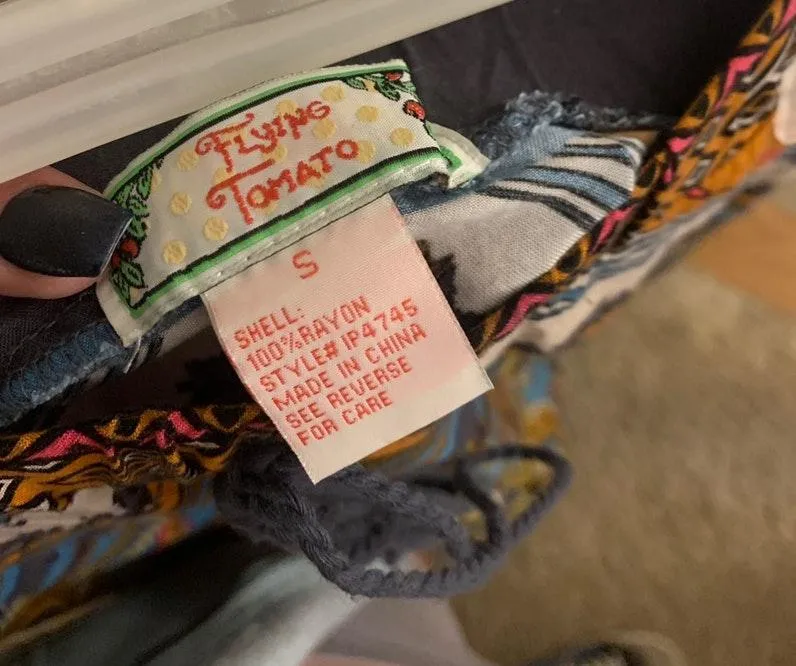 FLYING
TOMATO
S
SHELL:
100%RAYON
STYLE# IP4745
MADE IN CHINA
SEE REVERSE
FOR CARE